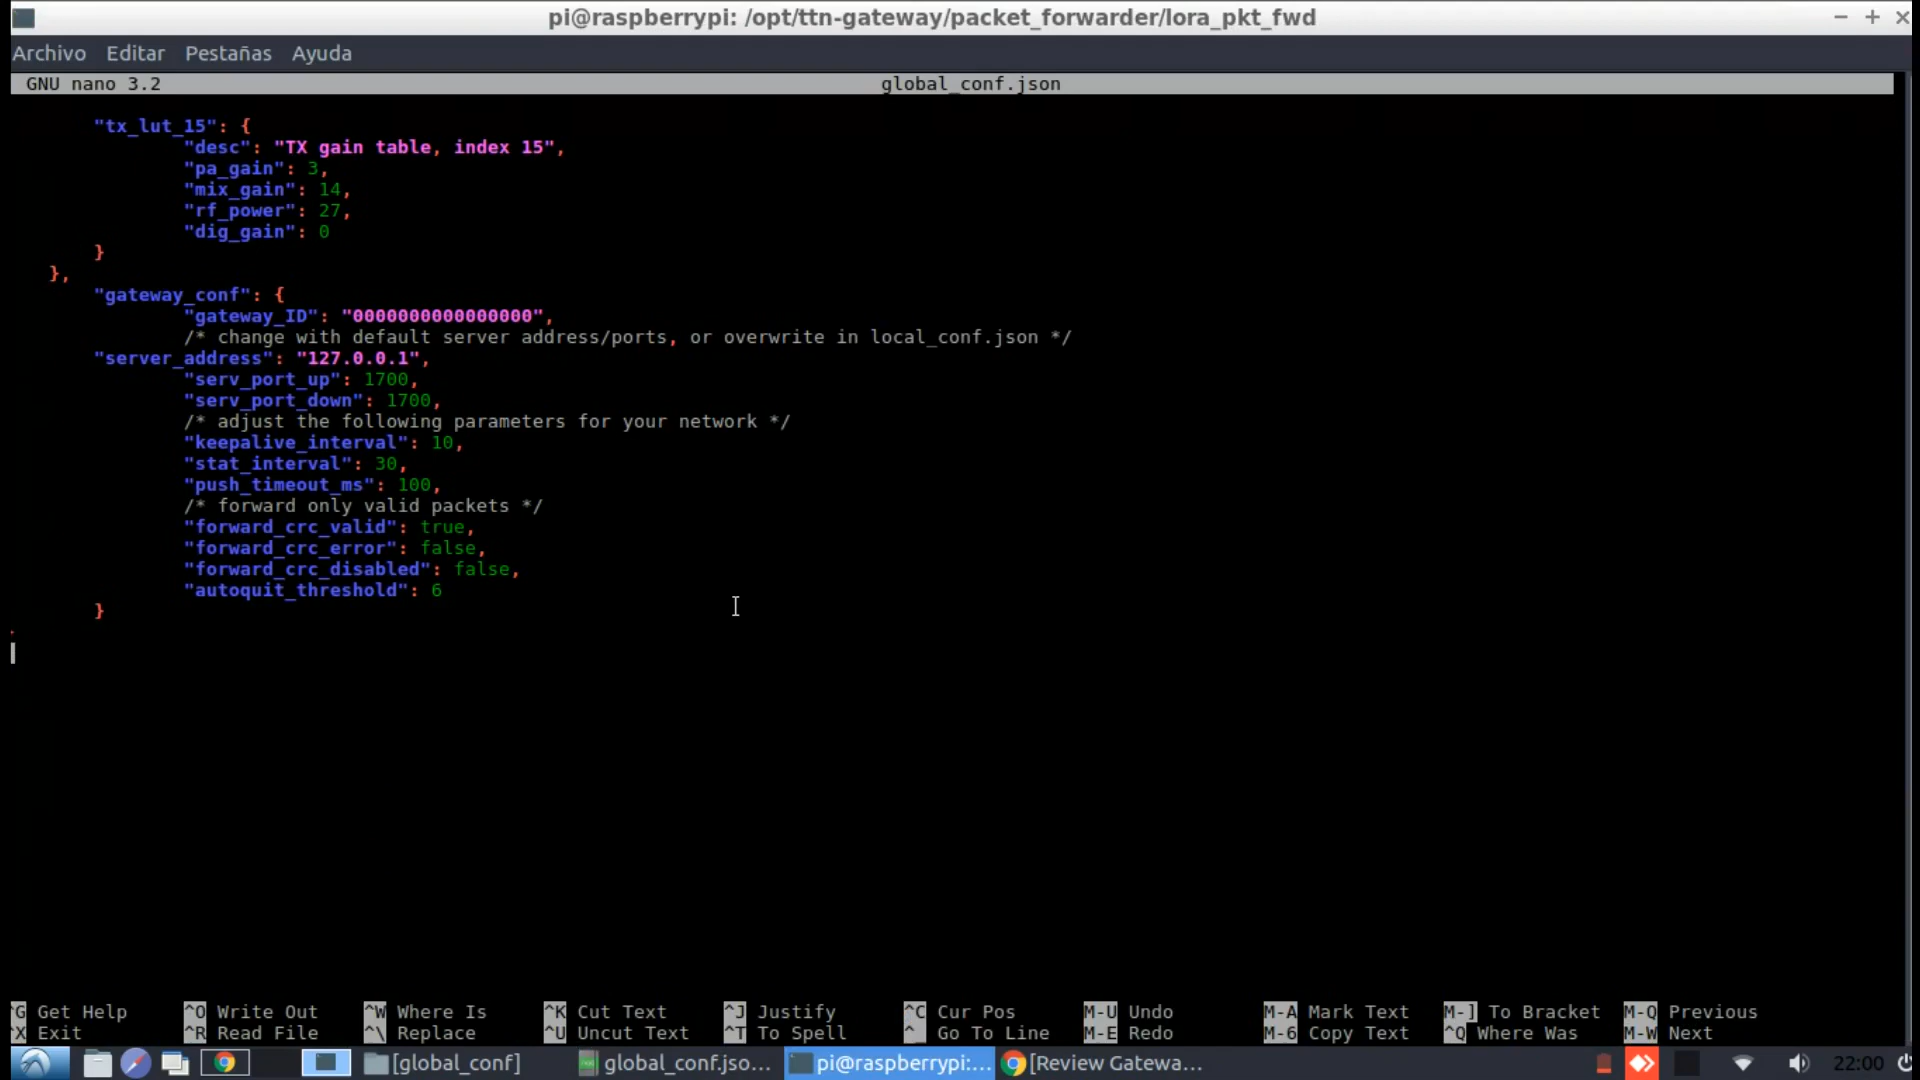 pi@raspberrypi: /opt/ttn-gateway/packet_forwarder/lora_pkt_fwd
Archivo Editar Pestañas Ayuda
GNU nano 3.2 global_conf.json
"tx_lut_15": {
"desc": "TX gain table, index 15",
"pa_gain": 3,
"mix_gain": 14,
"rf_power": 27,
"dig_gain": 0
}
},
"gateway_conf": {
"gateway_ID": "0000000000000000",
/* change with default server address/ports, or overwrite in local_conf.json */
"server_address": "127.0.0.1",
"serv_port_up": 1700,
"serv_port_down": 1700,
/* adjust the following parameters for your network */
"keepalive_interval": 10,
"stat_interval": 30,
"push_timeout_ms": 100,
/* forward only valid packets */
"forward_crc_valid": true,
"forward_crc_error": false,
"forward_crc_disabled": false,
"autoquit_threshold": 6
}
^G Get Help ^O Write Out ^W Where Is ^K Cut Text ^J Justify ^C Cur Pos M-U Undo M-A Mark Text M-] To Bracket M-Q Previous
^X Exit ^R Read File ^\ Replace ^U Uncut Text ^T To Spell ^_ Go To Line M-E Redo M-6 Copy Text ^Q Where Was M-W Next
[global_conf] global_conf.jso... pi@raspberrypi:... [Review Gatewa... 22:00